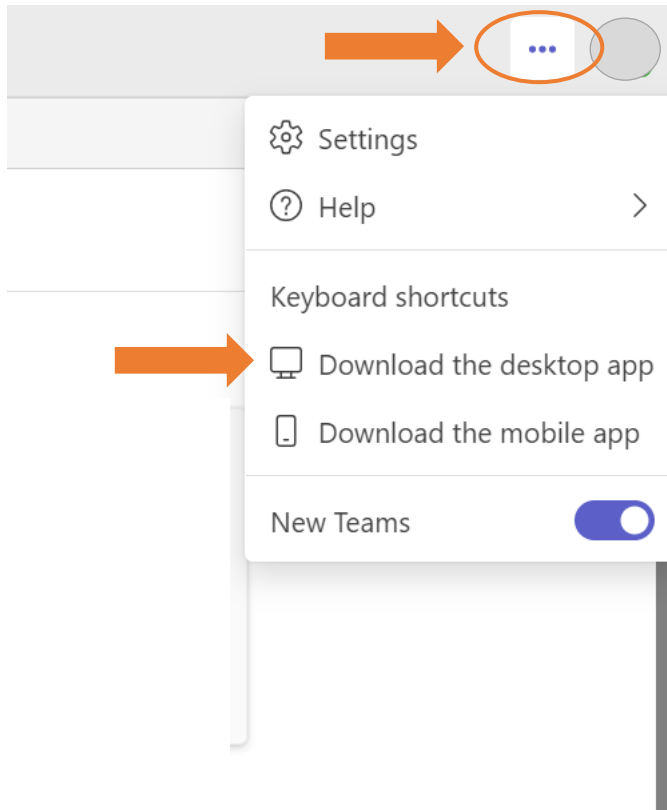 Settings
Help
Keyboard shortcuts
Download the desktop app
Download the mobile app
New Teams